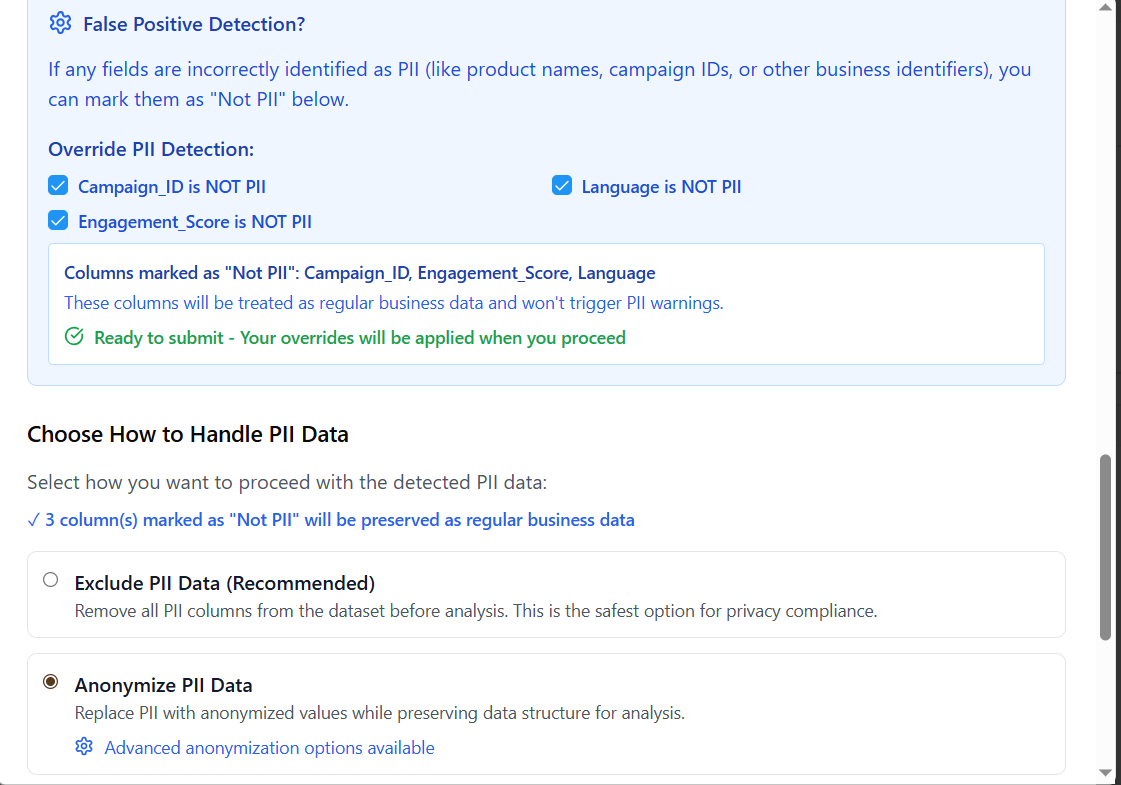 False Positive Detection?
If any fields are incorrectly identified as PII (like product names, campaign IDs, or other business identifiers), you
can mark them as "Not PII" below.
Override PII Detection:
Campaign_ID is NOT PII
Language is NOT PII
Engagement_Score is NOT PII
Columns marked as "Not PII": Campaign_ID, Engagement_Score, Language
These columns will be treated as regular business data and won't trigger PII warnings.
Ready to submit - Your overrides will be applied when you proceed
Choose How to Handle PII Data
Select how you want to proceed with the detected PII data:
✓ 3 column(s) marked as "Not PII" will be preserved as regular business data
Exclude PII Data (Recommended)
Remove all PII columns from the dataset before analysis. This is the safest option for privacy compliance.
Anonymize PII Data
Replace PII with anonymized values while preserving data structure for analysis.
Advanced anonymization options available